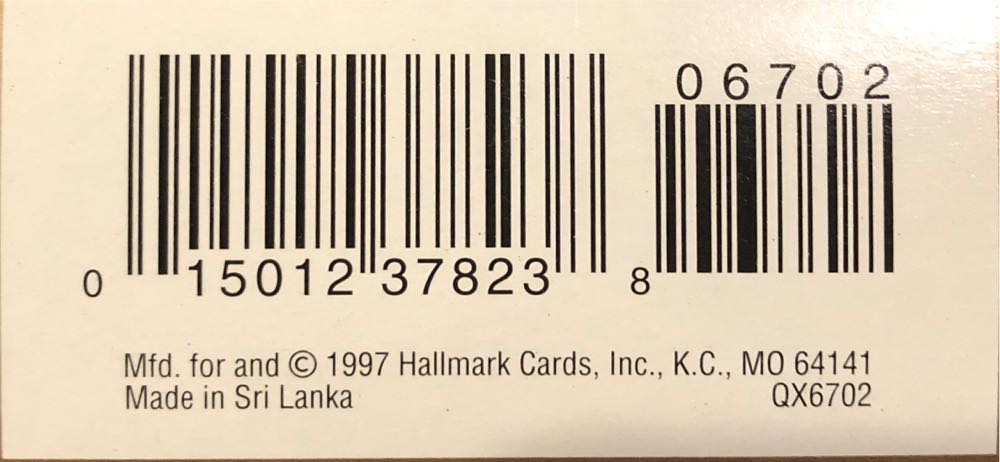 06702
0 15012 37823 8
Mfd. for and © 1997 Hallmark Cards, Inc., K.C., MO 64141
Made in Sri Lanka QX6702